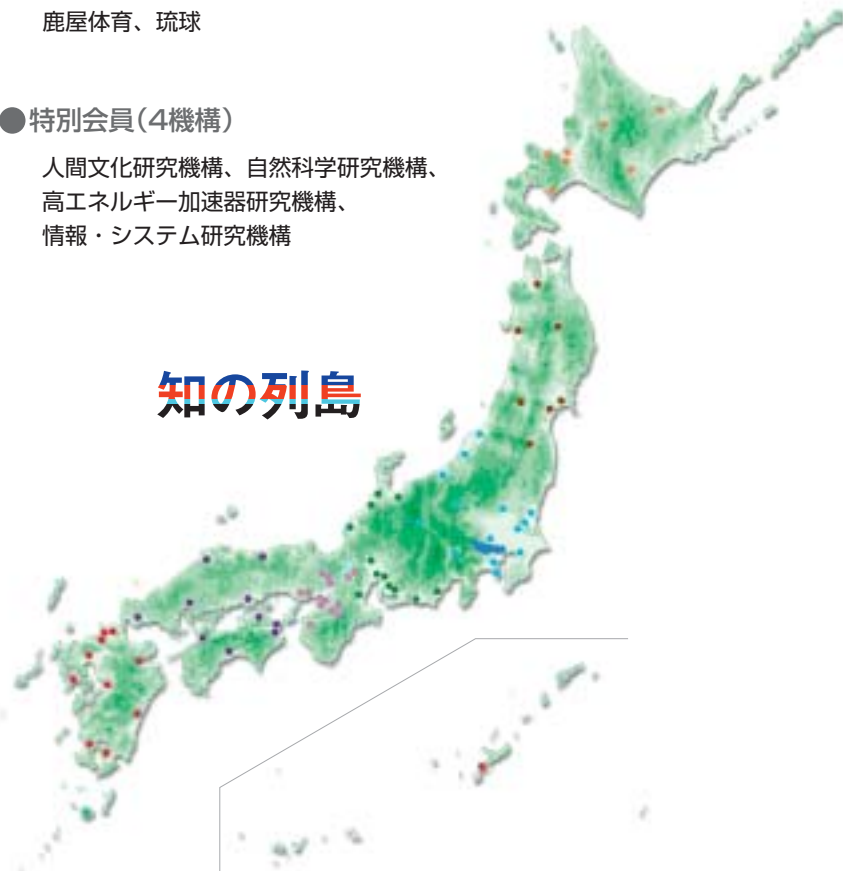 鹿屋体育、琉球
●特別会員(4機構)
人間文化研究機構、自然科学研究機構、
高エネルギー加速器研究機構、
情報・システム研究機構
知の列島